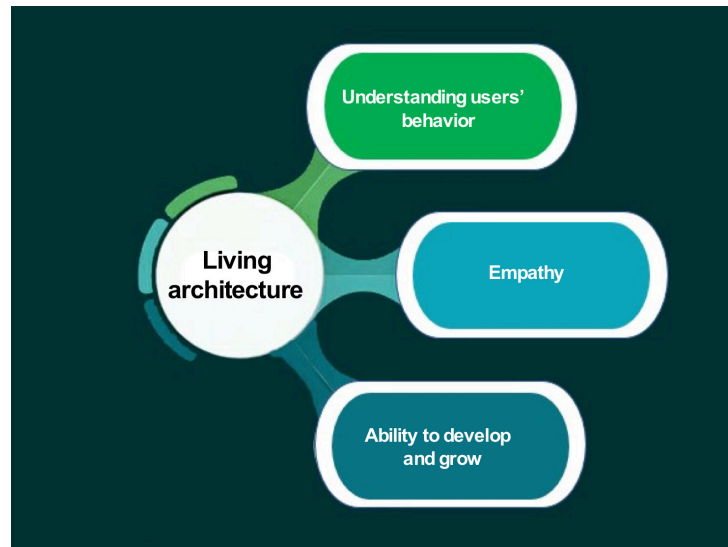 Understanding users’
behavior
Living
architecture
Empathy
Ability to develop
and grow